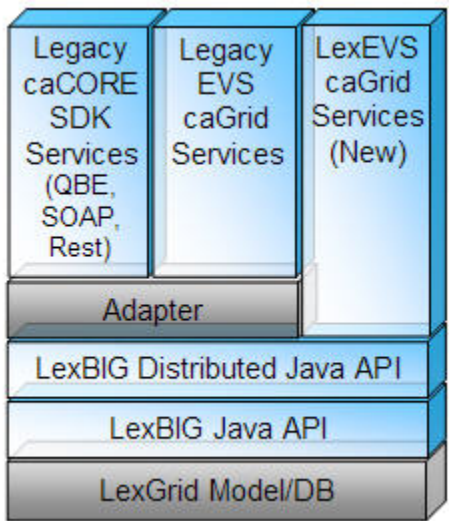 Legacy
caCORE
SDK
Services
(QBE,
SOAP,
Rest)
Legacy
EVS
caGrid
Services
LexEVS
caGrid
Services
(New)
Adapter
LexBIG Distributed Java API
LexBIG Java API
LexGrid Model/DB